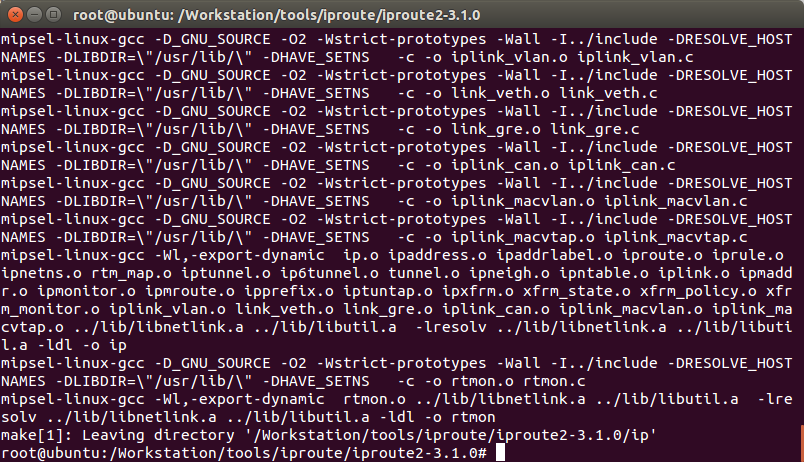 root@ubuntu: /Workstation/tools/iproute/iproute2-3.1.0
mipsel-linux-gcc -D_GNU_SOURCE -O2 -Wstrict-prototypes -Wall -I../include -DRESOLVE_HOST
NAMES -DLIBDIR=\"/usr/lib/\" -DHAVE_SETNS   -c -o iplink_vlan.o iplink_vlan.c
mipsel-linux-gcc -D_GNU_SOURCE -O2 -Wstrict-prototypes -Wall -I../include -DRESOLVE_HOST
NAMES -DLIBDIR=\"/usr/lib/\" -DHAVE_SETNS   -c -o link_veth.o link_veth.c
mipsel-linux-gcc -D_GNU_SOURCE -O2 -Wstrict-prototypes -Wall -I../include -DRESOLVE_HOST
NAMES -DLIBDIR=\"/usr/lib/\" -DHAVE_SETNS   -c -o link_gre.o link_gre.c
mipsel-linux-gcc -D_GNU_SOURCE -O2 -Wstrict-prototypes -Wall -I../include -DRESOLVE_HOST
NAMES -DLIBDIR=\"/usr/lib/\" -DHAVE_SETNS   -c -o iplink_can.o iplink_can.c
mipsel-linux-gcc -D_GNU_SOURCE -O2 -Wstrict-prototypes -Wall -I../include -DRESOLVE_HOST
NAMES -DLIBDIR=\"/usr/lib/\" -DHAVE_SETNS   -c -o iplink_macvlan.o iplink_macvlan.c
mipsel-linux-gcc -D_GNU_SOURCE -O2 -Wstrict-prototypes -Wall -I../include -DRESOLVE_HOST
NAMES -DLIBDIR=\"/usr/lib/\" -DHAVE_SETNS   -c -o iplink_macvtap.o iplink_macvtap.c
mipsel-linux-gcc -Wl,-export-dynamic  ip.o ipaddress.o ipaddrlabel.o iproute.o iprule.o
ipnetns.o rtm_map.o iptunnel.o ip6tunnel.o tunnel.o ipneigh.o ipntable.o iplink.o ipmadd
r.o ipmonitor.o ipmroute.o ipprefix.o iptuntap.o ipxfrm.o xfrm_state.o xfrm_policy.o xfr
m_monitor.o iplink_vlan.o link_veth.o link_gre.o iplink_can.o iplink_macvlan.o iplink_ma
cvtap.o ../lib/libnetlink.a ../lib/libutil.a  -lresolv ../lib/libnetlink.a ../lib/libuti
l.a -ldl -o ip
mipsel-linux-gcc -D_GNU_SOURCE -O2 -Wstrict-prototypes -Wall -I../include -DRESOLVE_HOST
NAMES -DLIBDIR=\"/usr/lib/\" -DHAVE_SETNS   -c -o rtmon.o rtmon.c
mipsel-linux-gcc -Wl,-export-dynamic  rtmon.o ../lib/libnetlink.a ../lib/libutil.a  -lre
solv ../lib/libnetlink.a ../lib/libutil.a -ldl -o rtmon
make[1]: Leaving directory '/Workstation/tools/iproute/iproute2-3.1.0/ip'
root@ubuntu:/Workstation/tools/iproute/iproute2-3.1.0#